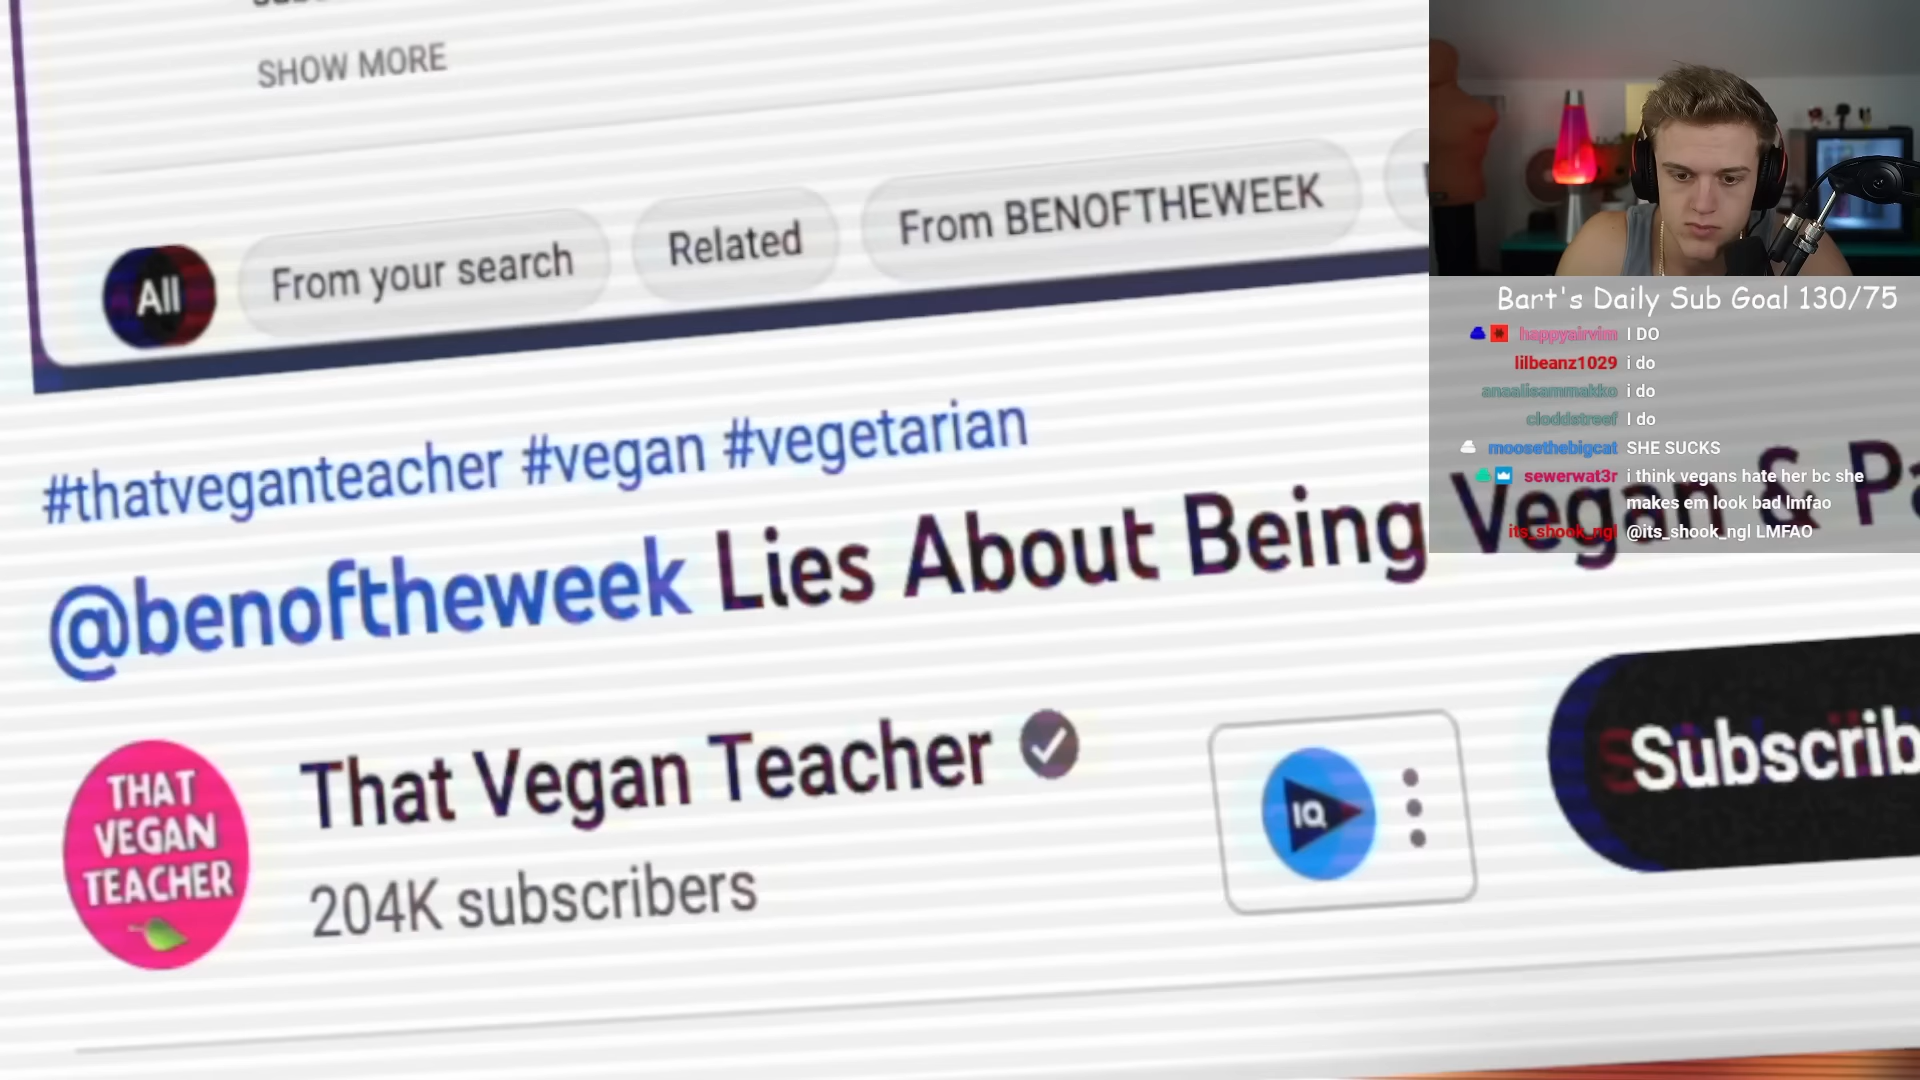 SHOW MORE
All
From your search
Related
From BENOFTHEWEEK
#thatveganteacher #vegan #vegetarian
@benoftheweek Lies About Being Vegan &
THAT
VEGAN
TEACHER
That Vegan Teacher
204K subscribers
IQ
Subscrib
Bart's Daily Sub Goal 130/75
happyairvim I DO
lilbeanz1029 i do
i do
cloddstreef I do
moosethebigcat SHE SUCKS
sewerwat3r i think vegans hate her bc she
makes em look bad lmfao
its_shook_ngl @its_shook_ngl LMFAO